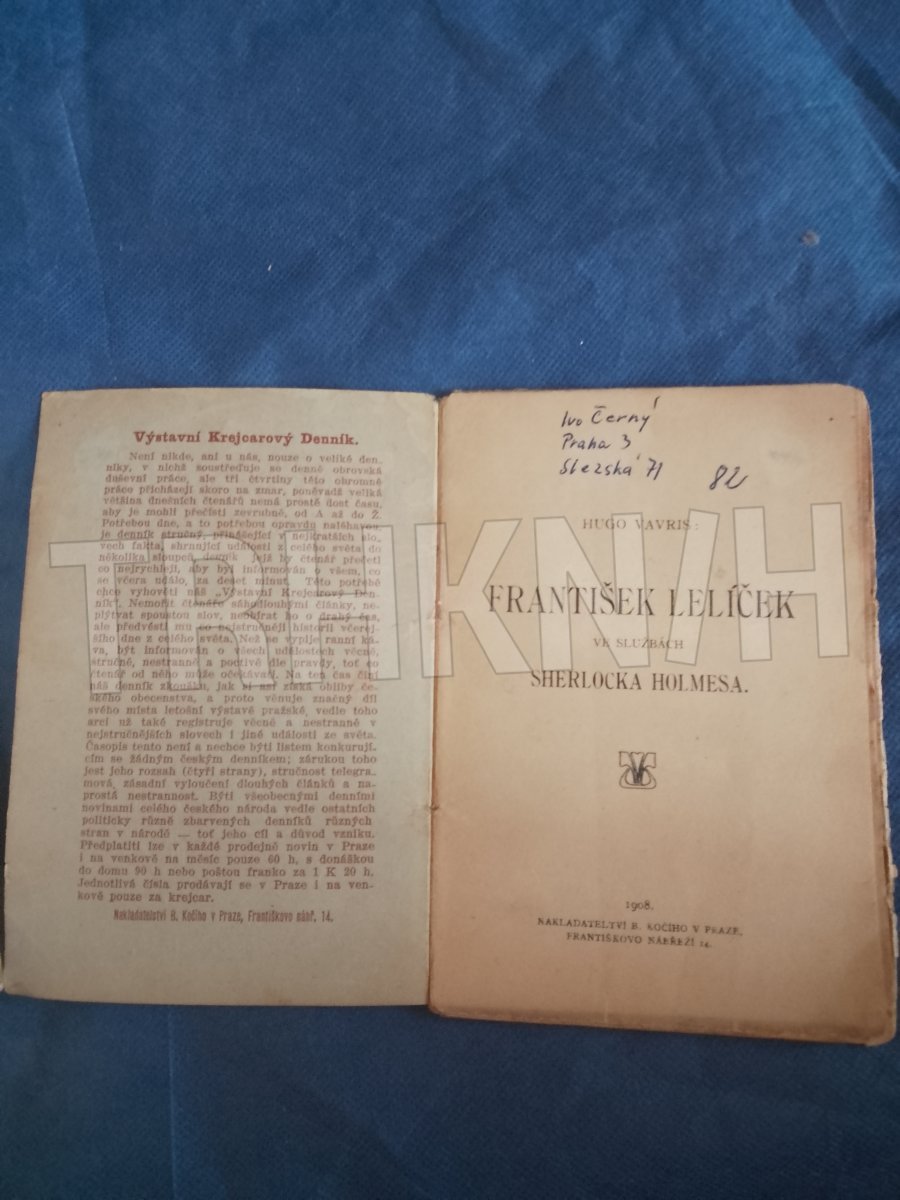 Výstavní Krejcarový Denník.
Není nikde, ani u nás, nouze o veliké den-
níky, v nichž soustřeďuje se denně obrovská
duševní práce, ale tři čtvrtiny této ohromné
práce přicházejí skoro na zmar, poněvadž veliká
většina dnešních čtenářů nemá prostě dost času,
aby je mohli přečísti zevrubně, od A až do Ž.
Potřebou dne, a to potřebou opravdu naléhavou,
je denník stručný, přinášející v nejkratších slo-
vech fakta, shrnující události z celého světa do
několika sloupců, denník jejž by čtenář přečetl
co nejrychleji, aby byl informován o všem, co
se včera událo, za deset minut. Této potřebě
chce vyhověti náš „Výstavní Krejcarový Den-
ník". Nemořit čtenáře sáhodlouhými články, ne-
plýtvat spoustou slov, neobírat ho o drahý čas,
ale předvésti mu co nejstručněji historii včerej-
šího dne z celého světa. Než se vypije ranní ká-
va, být informován o všech událostech věcně,
stručně, nestranně a poctivě dle pravdy, toť co
čtenář od něho může očekávati. Na ten čas činí
náš denník zkoušku, jak si asi získá obliby če-
ského obecenstva, a proto věnuje značný díl
svého místa letošní výstavě pražské, vedle toho
arci už také registruje věcně a nestranně v
nejstručnějších slovech i jiné události ze světa.
Časopis tento není a nechce býti listem konkurují-
cím se žádným českým denníkem; zárukou toho
jest jeho rozsah (čtyři strany), stručnost telegra-
mová, zásadní vyloučení dlouhých článků a na-
prostá nestrannost. Býti všeobecnými denními
novinami celého českého národa vedle ostatních
politicky různě zbarvených denníků různých
stran v národě — toť jeho cíl a důvod vzniku.
Předplatiti lze v každé prodejně novin v Praze
i na venkově na měsíc pouze 60 h, s donáškou
do domu 90 h nebo poštou franko za 1 K 20 h.
Jednotlivá čísla prodávají se v Praze i na ven-
kově pouze za krejcar.
Nakladatelství B. Kočího v Praze, Františkovo nábř. 14.
Ivo Černý
Praha 3
Slezská 71
82
HUGO VAVRIS:
FRANTIŠEK LELÍČEK
VE SLUŽBÁCH
SHERLOCKA HOLMESA.
1908.
NAKLADATELSTVÍ B. KOČÍHO V PRAZE,
FRANTIŠKOVO NÁBŘEŽÍ 14.